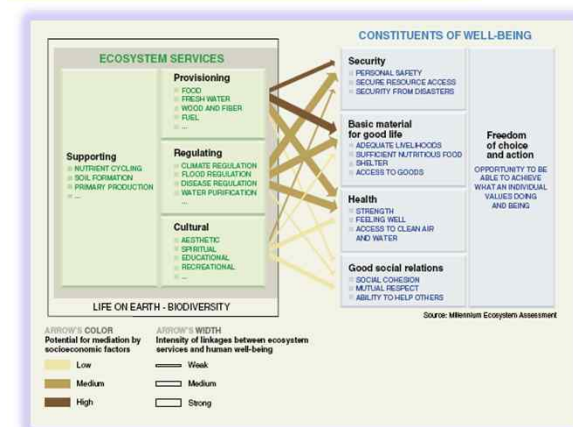 CONSTITUENTS OF WELL-BEING
ECOSYSTEM SERVICES
Supporting
NUTRIENT CYCLING
SOIL FORMATION
PRIMARY PRODUCTION
...
Provisioning
FOOD
FRESH WATER
WOOD AND FIBER
FUEL
...
Regulating
CLIMATE REGULATION
FLOOD REGULATION
DISEASE REGULATION
WATER PURIFICATION
...
Cultural
AESTHETIC
SPIRITUAL
EDUCATIONAL
RECREATIONAL
...
LIFE ON EARTH - BIODIVERSITY
Security
PERSONAL SAFETY
SECURE RESOURCE ACCESS
SECURITY FROM DISASTERS
Basic material
for good life
ADEQUATE LIVELIHOODS
SUFFICIENT NUTRITIOUS FOOD
SHELTER
ACCESS TO GOODS
Health
STRENGTH
FEELING WELL
ACCESS TO CLEAN AIR
AND WATER
Good social relations
SOCIAL COHESION
MUTUAL RESPECT
ABILITY TO HELP OTHERS
Freedom
of choice
and action
OPPORTUNITY TO BE
ABLE TO ACHIEVE
WHAT AN INDIVIDUAL
VALUES DOING
AND BEING
Source: Millennium Ecosystem Assessment
ARROW'S COLOR
Potential for mediation by
socioeconomic factors
Low
Medium
High
ARROW'S WIDTH
Intensity of linkages between ecosystem
services and human well-being
Weak
Medium
Strong